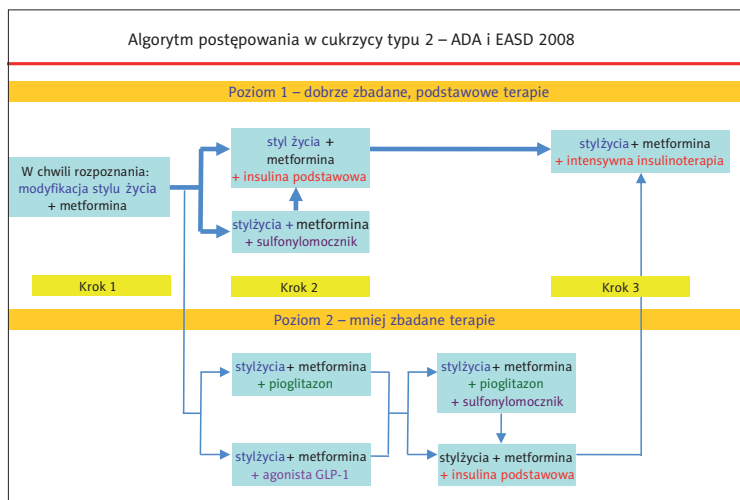 Algorytm postępowania w cukrzycy typu 2 – ADA i EASD 2008
Poziom 1 – dobrze zbadane, podstawowe terapie
W chwili rozpoznania:
modyfikacja stylu życia
+ metformina
styl życia +
metformina
+ insulina podstawowa
stylżycia + metformina
+ sulfonylomocznik
stylżycia + metformina
+ intensywna insulinoterapia
Krok 1
Krok 2
Krok 3
Poziom 2 – mniej zbadane terapie
stylżycia + metformina
+ pioglitazon
stylżycia + metformina
+ agonista GLP-1
stylżycia + metformina
+ pioglitazon
+ sulfonylomocznik
stylżycia + metformina
+ insulina podstawowa